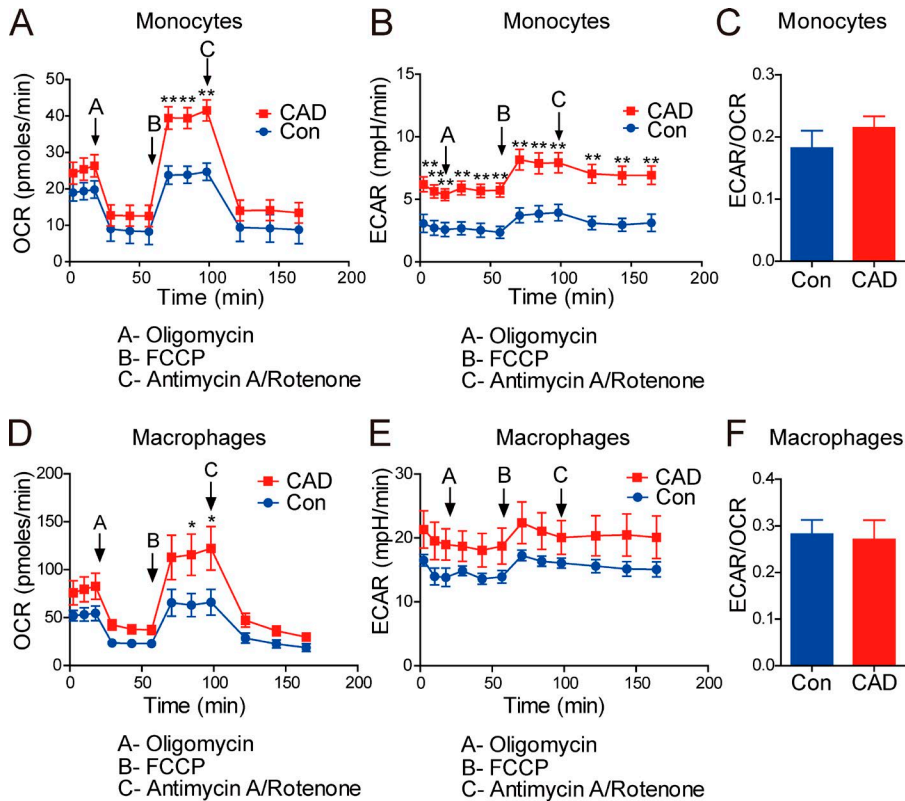 A Monocytes
OCR (pmoles/min)
50
40
30
20
10
0
A
B
C
** ** **
CAD
Con
0 50 100 150 200
Time (min)
A- Oligomycin
B- FCCP
C- Antimycin A/Rotenone
B Monocytes
ECAR (mpH/min)
15
10
5
0
CAD
Con
A
B
C
** ** ** ** ** ** ** ** ** ** ** **
0 50 100 150 200
Time (min)
A- Oligomycin
B- FCCP
C- Antimycin A/Rotenone
C Monocytes
ECAR/OCR
0.3
0.2
0.1
0.0
Con CAD
D Macrophages
OCR (pmoles/min)
200
150
100
50
0
A
B
C
* *
CAD
Con
0 50 100 150 200
Time (min)
A- Oligomycin
B- FCCP
C- Antimycin A/Rotenone
E Macrophages
ECAR (mpH/min)
30
20
10
0
A
B
C
CAD
Con
0 50 100 150 200
Time (min)
A- Oligomycin
B- FCCP
C- Antimycin A/Rotenone
F Macrophages
ECAR/OCR
0.4
0.3
0.2
0.1
0.0
Con CAD